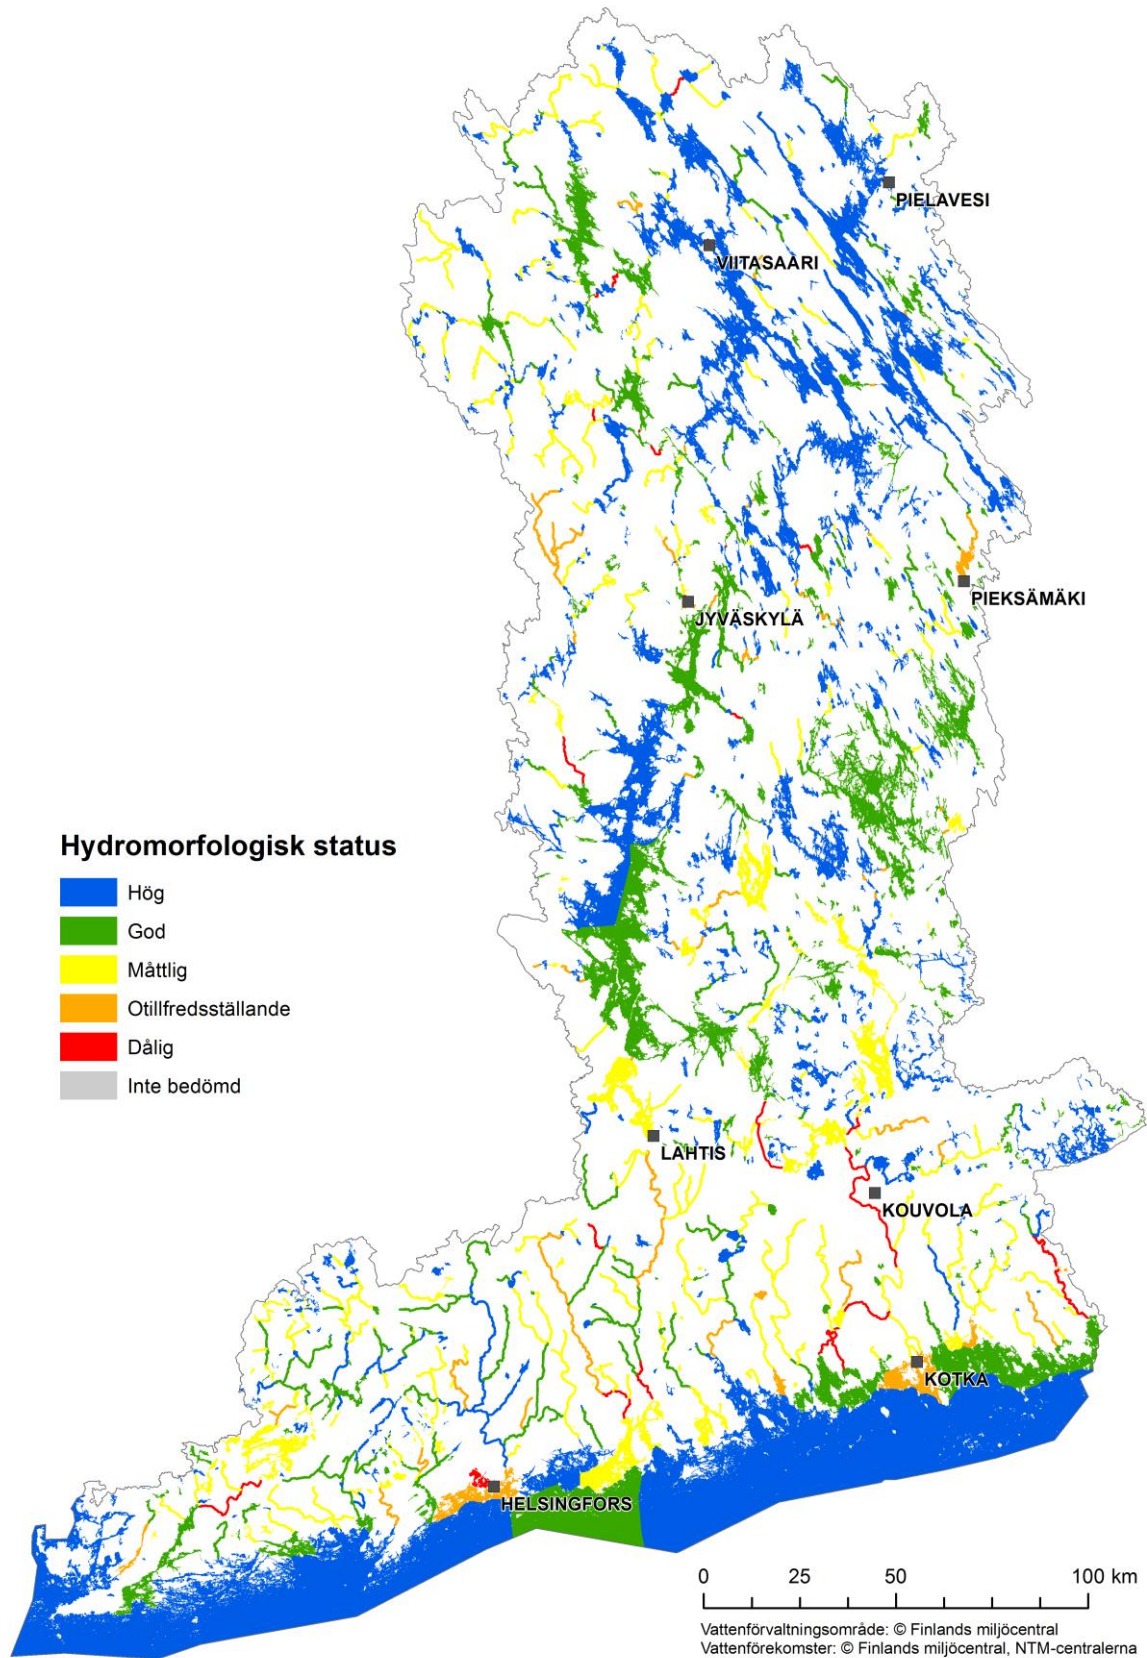 PIELAVESI
VIITASAARI
PIEKSÄMÄKI
JYVÄSKYLÄ
Hydromorfologisk status
Hög
God
Måttlig
Otillfredsställande
Dålig
Inte bedömd
LAHTIS
KOUVOLA
KOTKA
HELSINGFORS
0 25 50 100 km
Vattenförvaltningsområde: © Finlands miljöcentral
Vattenförekomster: © Finlands miljöcentral, NTM-centralerna